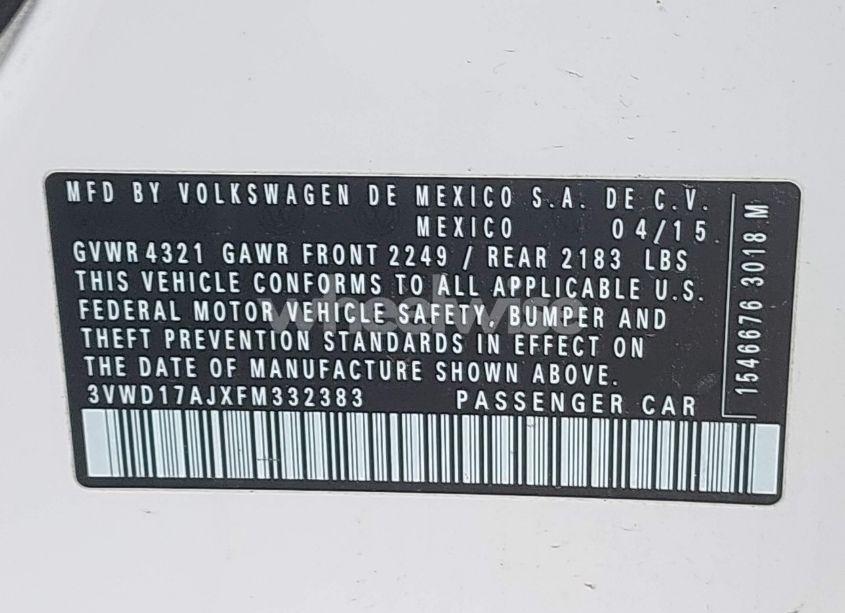 MFD BY VOLKSWAGEN DE MEXICO S.A. DE C.V.
MEXICO 04/15
GVWR 4321 GAWR FRONT 2249 / REAR 2183 LBS
THIS VEHICLE CONFORMS TO ALL APPLICABLE U.S.
FEDERAL MOTOR VEHICLE SAFETY, BUMPER AND
THEFT PREVENTION STANDARDS IN EFFECT ON
THE DATE OF MANUFACTURE SHOWN ABOVE.
3VWD17AJXFM332383 PASSENGER CAR
1546676 3018 M
wheelwise